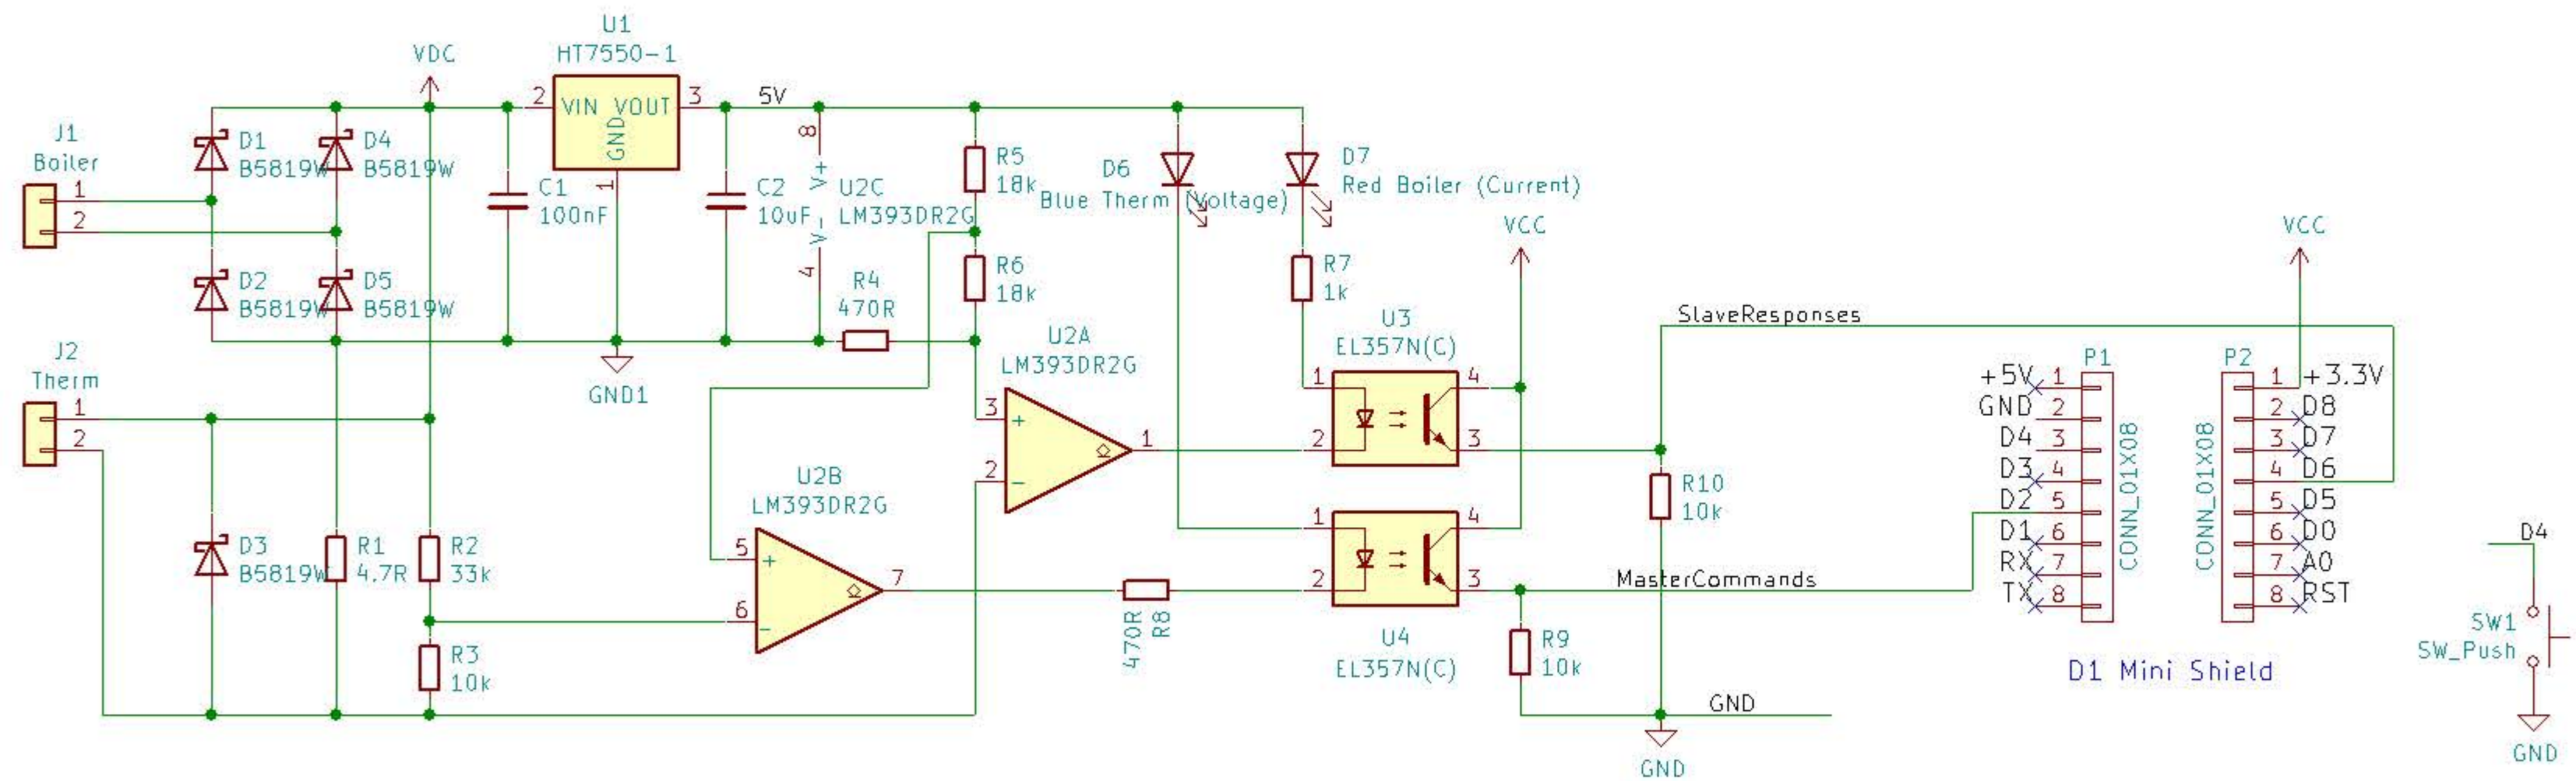 U1
HT7550-1
VDC
2
VIN VOUT
3
GND
1
5V
J1
Boiler
1
2
D1
B5819W
D4
B5819W
D2
B5819W
D5
B5819W
C1
100nF
C2
10uF
8
V+
U2C
LM393DR2G
V-
4
R5
18k
R6
18k
R4
470R
GND1
D6
Blue Therm (Voltage)
D7
Red Boiler (Current)
R7
1k
VCC
VCC
J2
Therm
1
2
D3
B5819W
R1
4.7R
R2
33k
R3
10k
U2A
LM393DR2G
3
+
2
-
1
U2B
LM393DR2G
5
+
6
-
7
470R
R8
U3
EL357N(C)
1
2
4
3
1
2
4
3
U4
EL357N(C)
SlaveResponses
MasterCommands
R10
10k
R9
10k
GND
GND
P1
+5V 1
GND 2
D4 3
D3 4
D2 5
D1 6
RX 7
TX 8
CONN_01X08
P2
CONN_01X08
1 +3.3V
2 D8
3 D7
4 D6
5 D5
6 D0
7 A0
8 RST
D1 Mini Shield
D4
SW1
SW_Push
GND